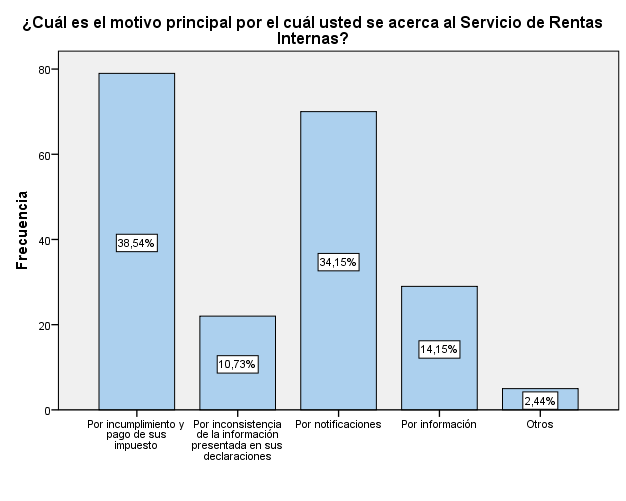 ¿Cuál es el motivo principal por el cuál usted se acerca al Servicio de Rentas
Internas?
Frecuencia
80
60
40
20
0
38,54%
10,73%
34,15%
14,15%
2,44%
Por incumplimiento y
pago de sus
impuesto
Por inconsistencia
de la información
presentada en sus
declaraciones
Por notificaciones
Por información
Otros